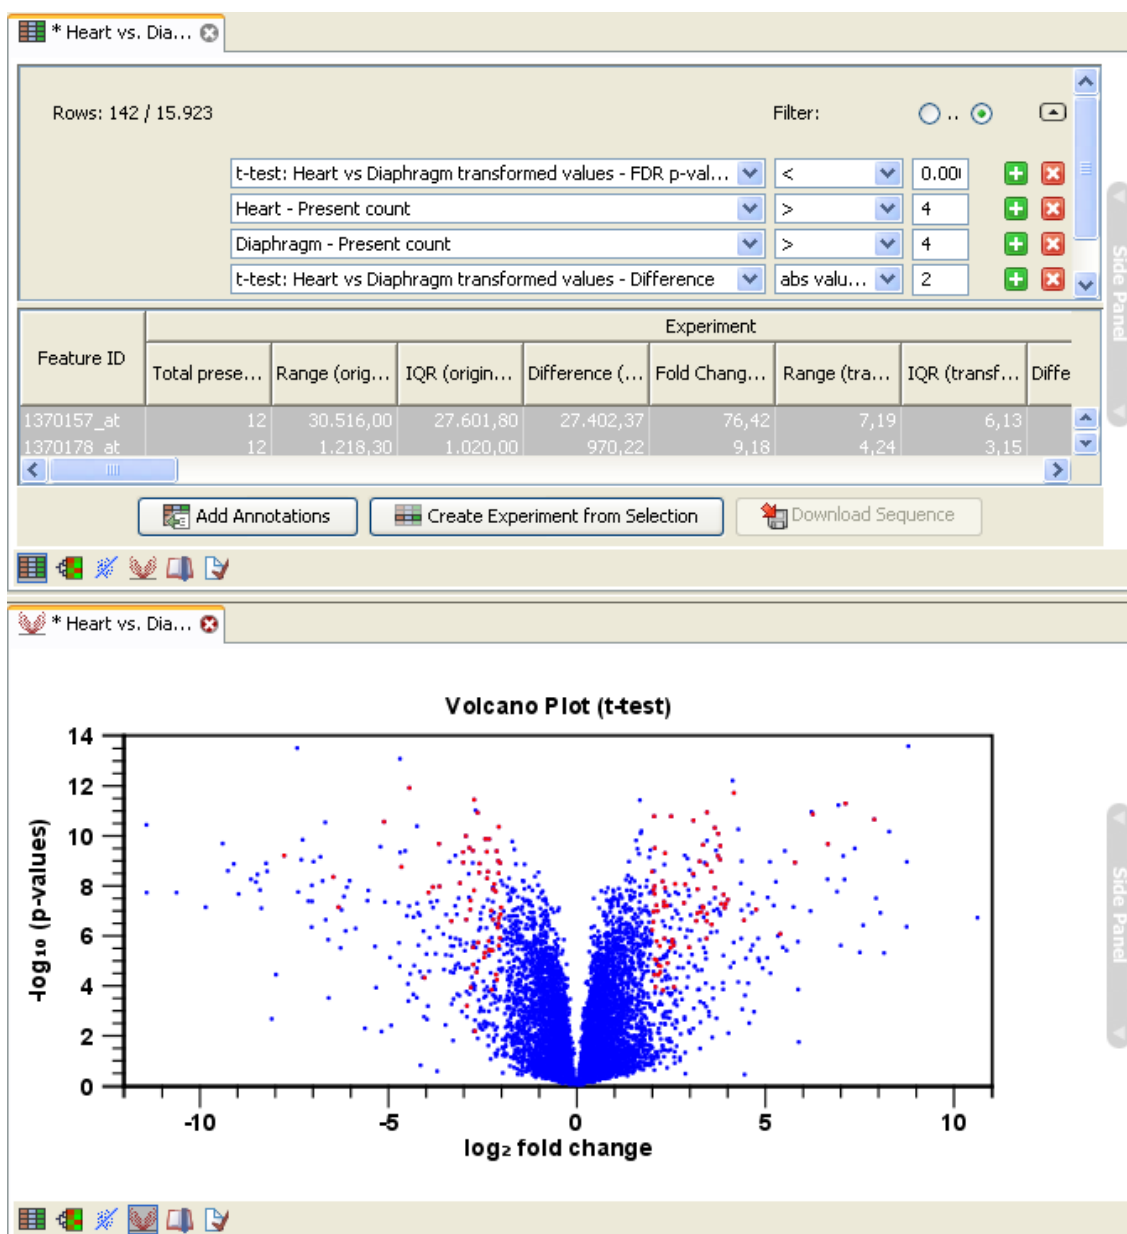 * Heart vs. Dia...
Rows: 142 / 15.923 Filter: ..
t-test: Heart vs Diaphragm transformed values - FDR p-val... <
Heart - Present count > 4
Diaphragm - Present count > 4
t-test: Heart vs Diaphragm transformed values - Difference abs valu... 2
Side Panel
Experiment
Feature ID Total prese... Range (orig... IQR (origin... Difference (... Fold Chang... Range (tra... IQR (transf... Diffe
1370157_at 12 30.516,00 27.601,80 27.402,37 76,42 7,19 6,13
1370178_at 12 1.218,30 1.020,00 970,22 9,18 4,24 3,15
Add Annotations Create Experiment from Selection Download Sequence
* Heart vs. Dia...
Volcano Plot (t-test)
14
12
10
8
6
4
2
0
-log₁₀ (p-values)
-10 -5 0 5 10
log₂ fold change
Side Panel